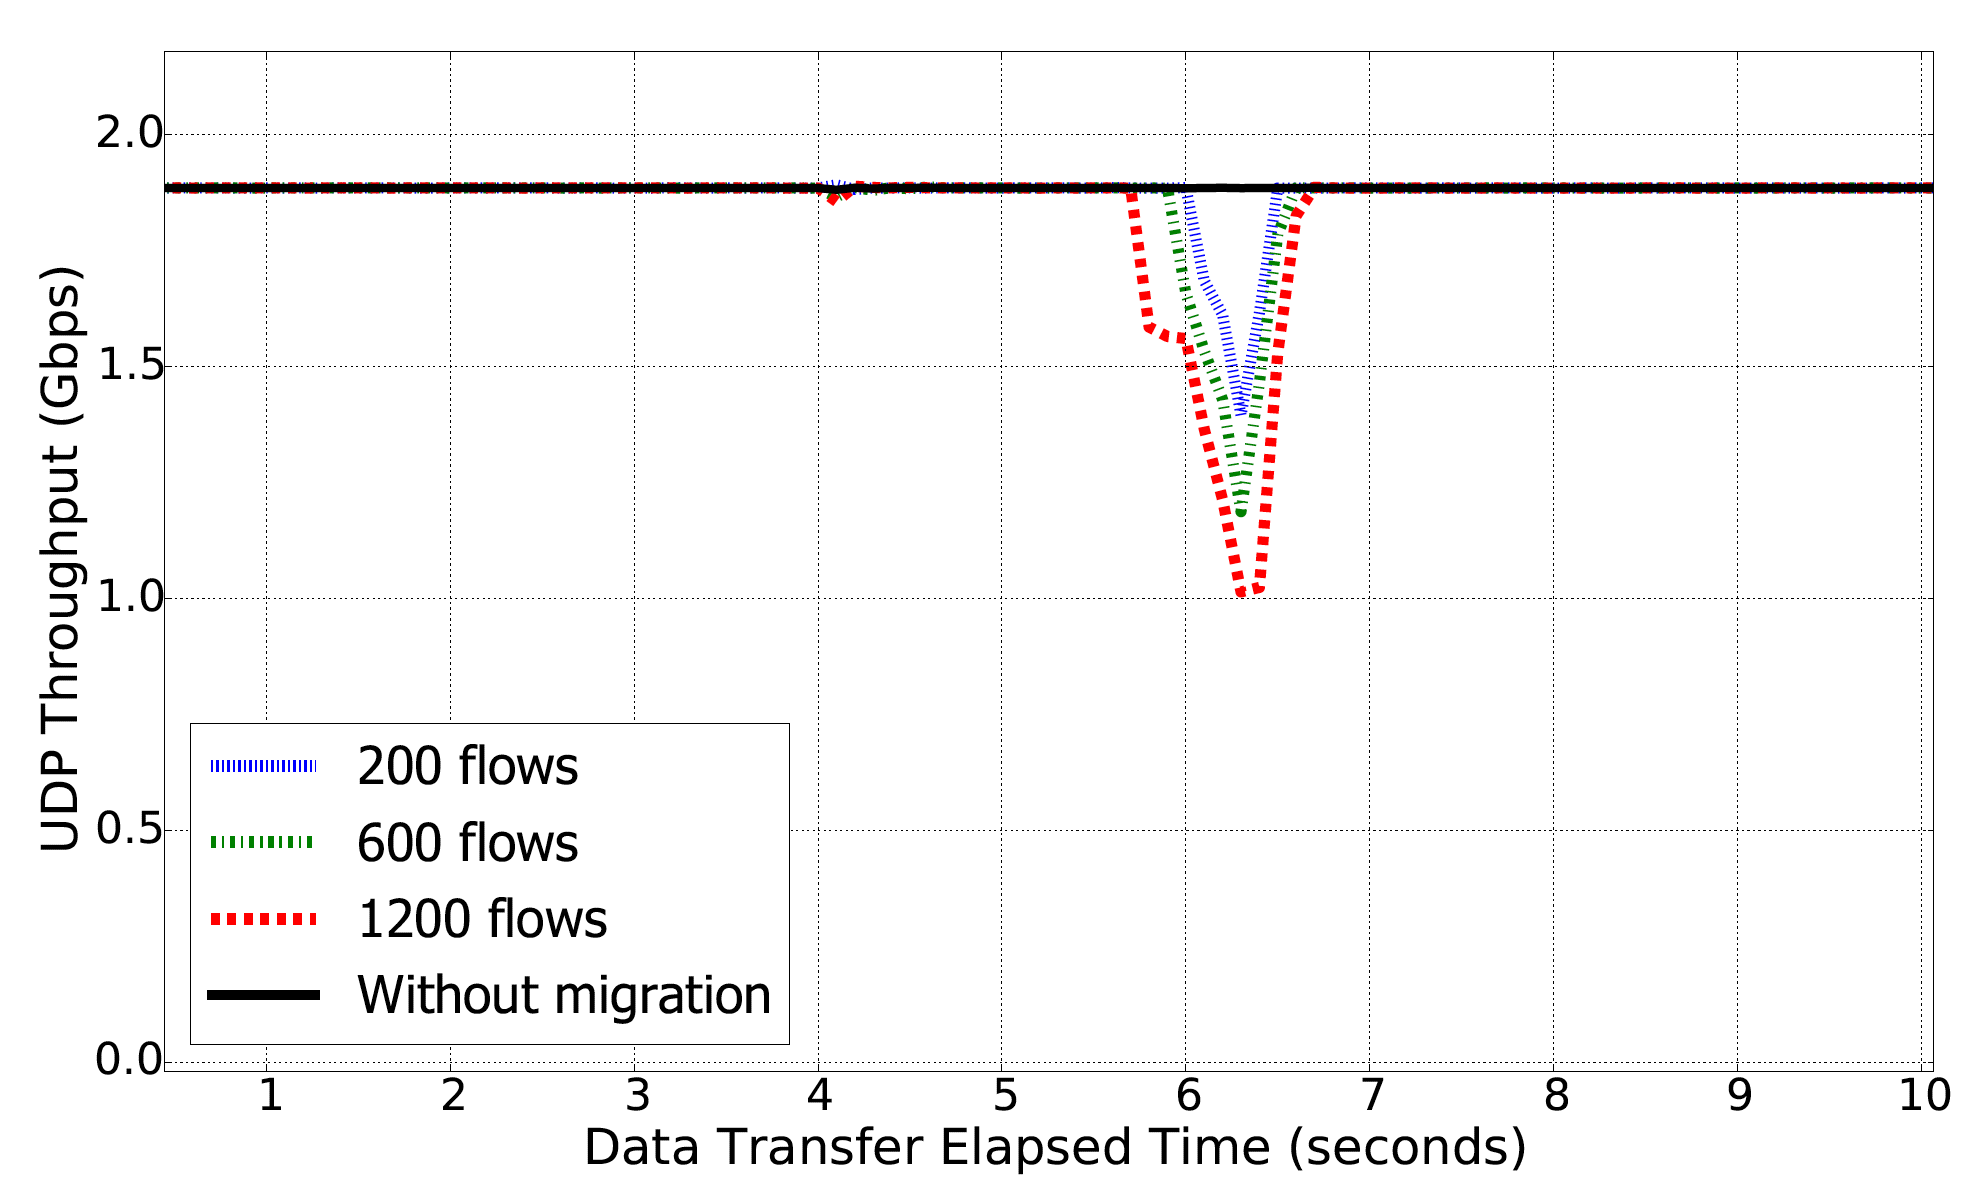 2.0
1.5
1.0
0.5
0.0
UDP Throughput (Gbps)
200 flows
600 flows
1200 flows
Without migration
1 2 3 4 5 6 7 8 9 10
Data Transfer Elapsed Time (seconds)